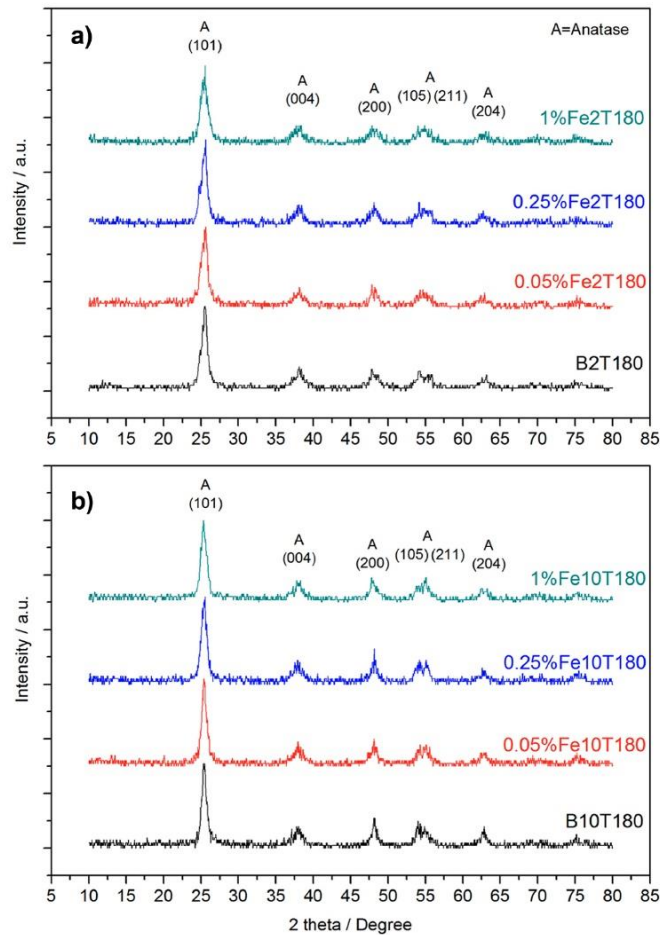 a)
A
(101)
A=Anatase
A
(004)
A
(200)
A
(105) (211)
A
(204)
1%Fe2T180
0.25%Fe2T180
0.05%Fe2T180
B2T180
Intensity / a.u.
5 10 15 20 25 30 35 40 45 50 55 60 65 70 75 80 85
b)
A
(101)
A
(004)
A
(200)
A
(105) (211)
A
(204)
1%Fe10T180
0.25%Fe10T180
0.05%Fe10T180
B10T180
Intensity / a.u.
5 10 15 20 25 30 35 40 45 50 55 60 65 70 75 80 85
2 theta / Degree